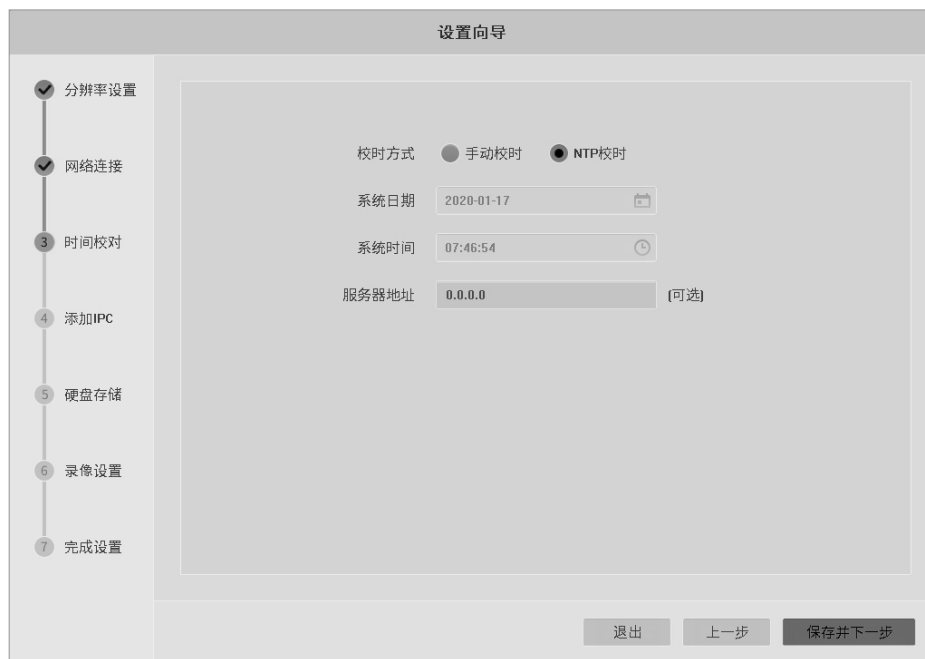 设置向导
分辨率设置
网络连接
3 时间校对
4 添加IPC
5 硬盘存储
6 录像设置
7 完成设置
校时方式 手动校时 NTP校时
系统日期 2020-01-17
系统时间 07:46:54
服务器地址 0.0.0.0 (可选)
退出 上一步 保存并下一步